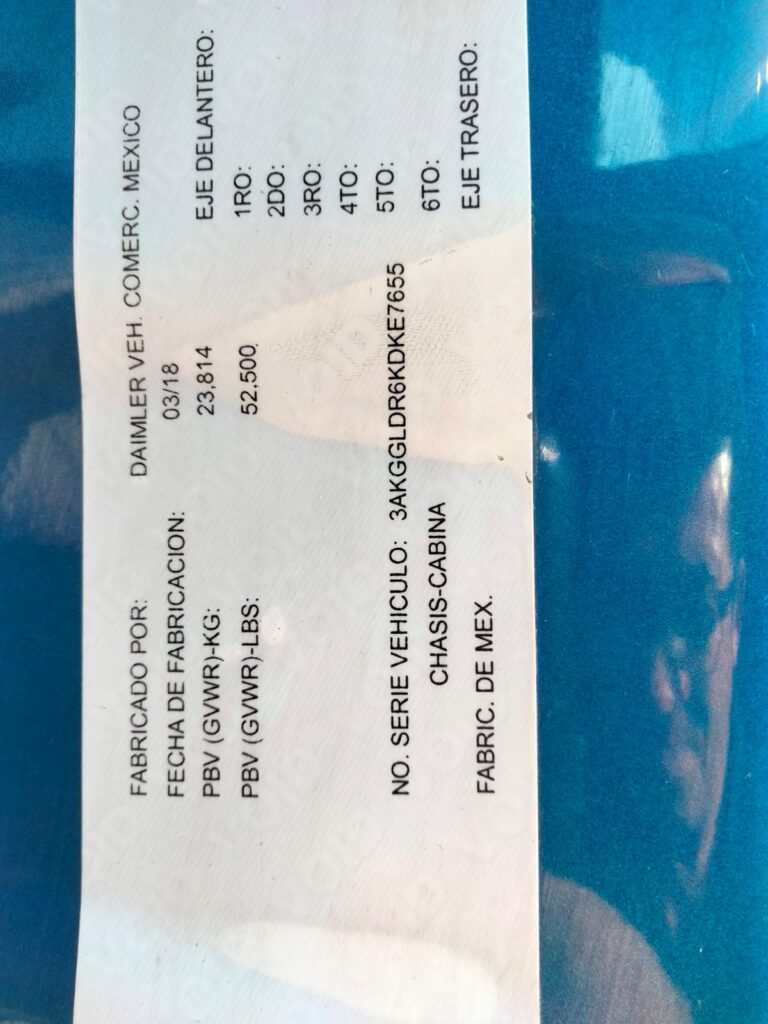 FABRICADO POR: DAIMLER VEH. COMERC. MEXICO
FECHA DE FABRICACION: 03/18
PBV (GVWR)-KG: 23,814 EJE DELANTERO:
PBV (GVWR)-LBS: 52,500 1RO:
2DO:
3RO:
4TO:
NO. SERIE VEHICULO: 3AKGGLDR6KDKE7655 5TO:
CHASIS-CABINA 6TO:
FABRIC. DE MEX. EJE TRASERO: